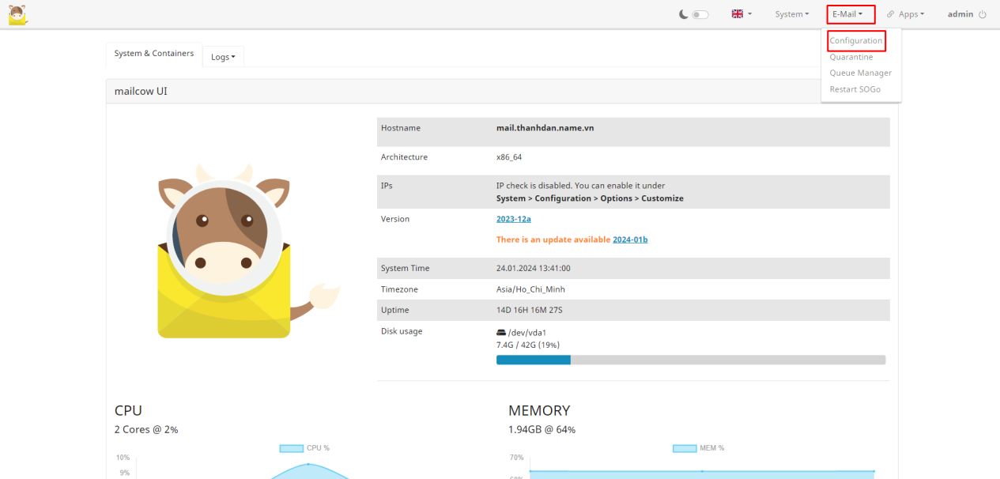 System
E-Mail
Apps
admin
Configuration
Quarantine
Queue Manager
Restart SOGo
System & Containers
Logs
mailcow UI
Hostname
mail.thanhdan.name.vn
Architecture
x86_64
IPs
IP check is disabled. You can enable it under
System > Configuration > Options > Customize
Version
2023-12a
There is an update available 2024-01b
System Time
24.01.2024 13:41:00
Timezone
Asia/Ho_Chi_Minh
Uptime
14D 16H 16M 27S
Disk usage
/dev/vda1
7.4G / 42G (19%)
CPU
2 Cores @ 2%
CPU %
10%
9%
MEMORY
1.94GB @ 64%
MEM %
70%